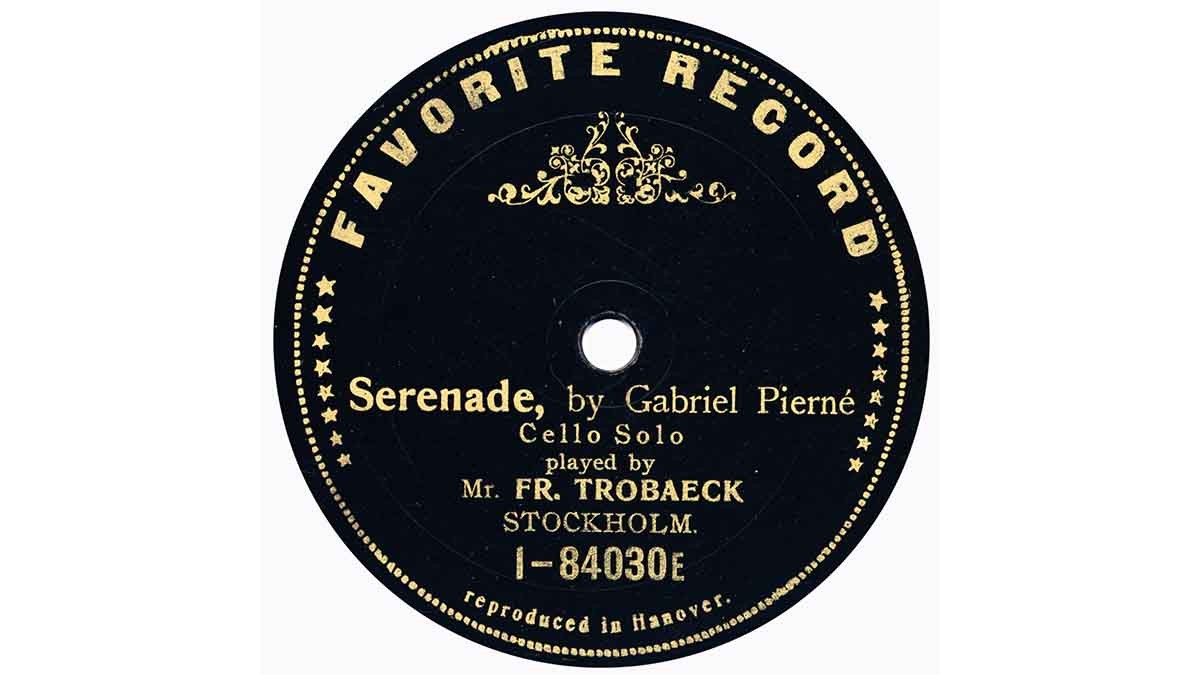 FAVORITE RECORD
Serenade, by Gabriel Pierné
Cello Solo
played by
Mr. FR. TROBAECK
STOCKHOLM.
1-84030E
reproduced in Hanover.